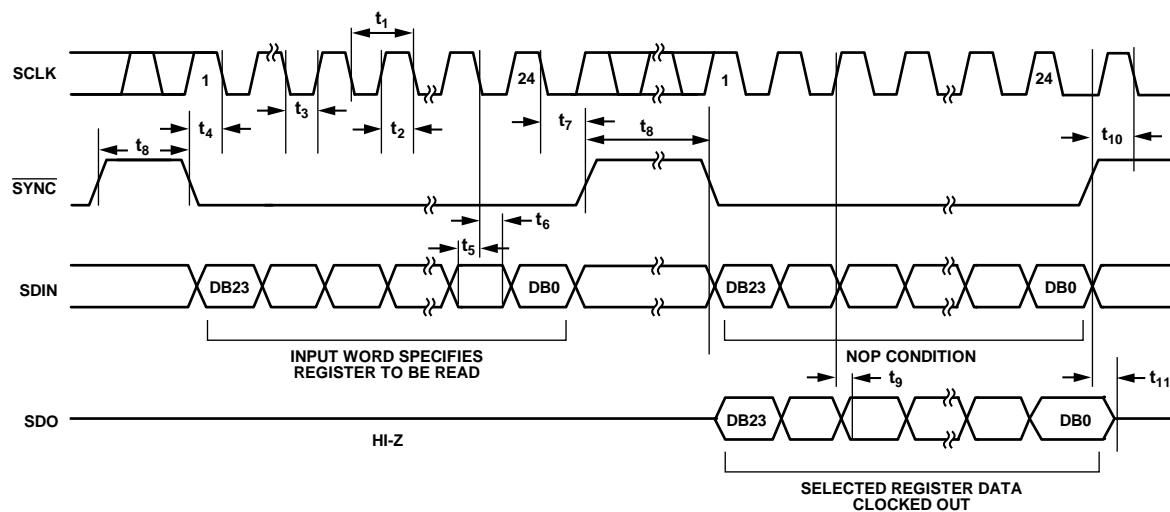 t1
SCLK
1
24
1
24
t3
t2
t4
t7
t8
t10
t8
SYNC
t6
t5
SDIN
DB23
DB0
DB23
DB0
INPUT WORD SPECIFIES
REGISTER TO BE READ
NOP CONDITION
t9
t11
SDO
DB23
DB0
HI-Z
SELECTED REGISTER DATA
CLOCKED OUT